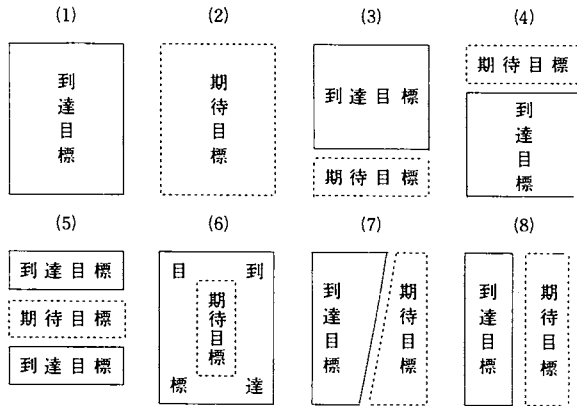 (1)
到達目標
(2)
期待目標
(3)
到達目標
期待目標
(4)
期待目標
到達目標
(5)
到達目標
期待目標
到達目標
(6)
到達目標
期待目標
(7)
到達目標
期待目標
(8)
到達目標
期待目標